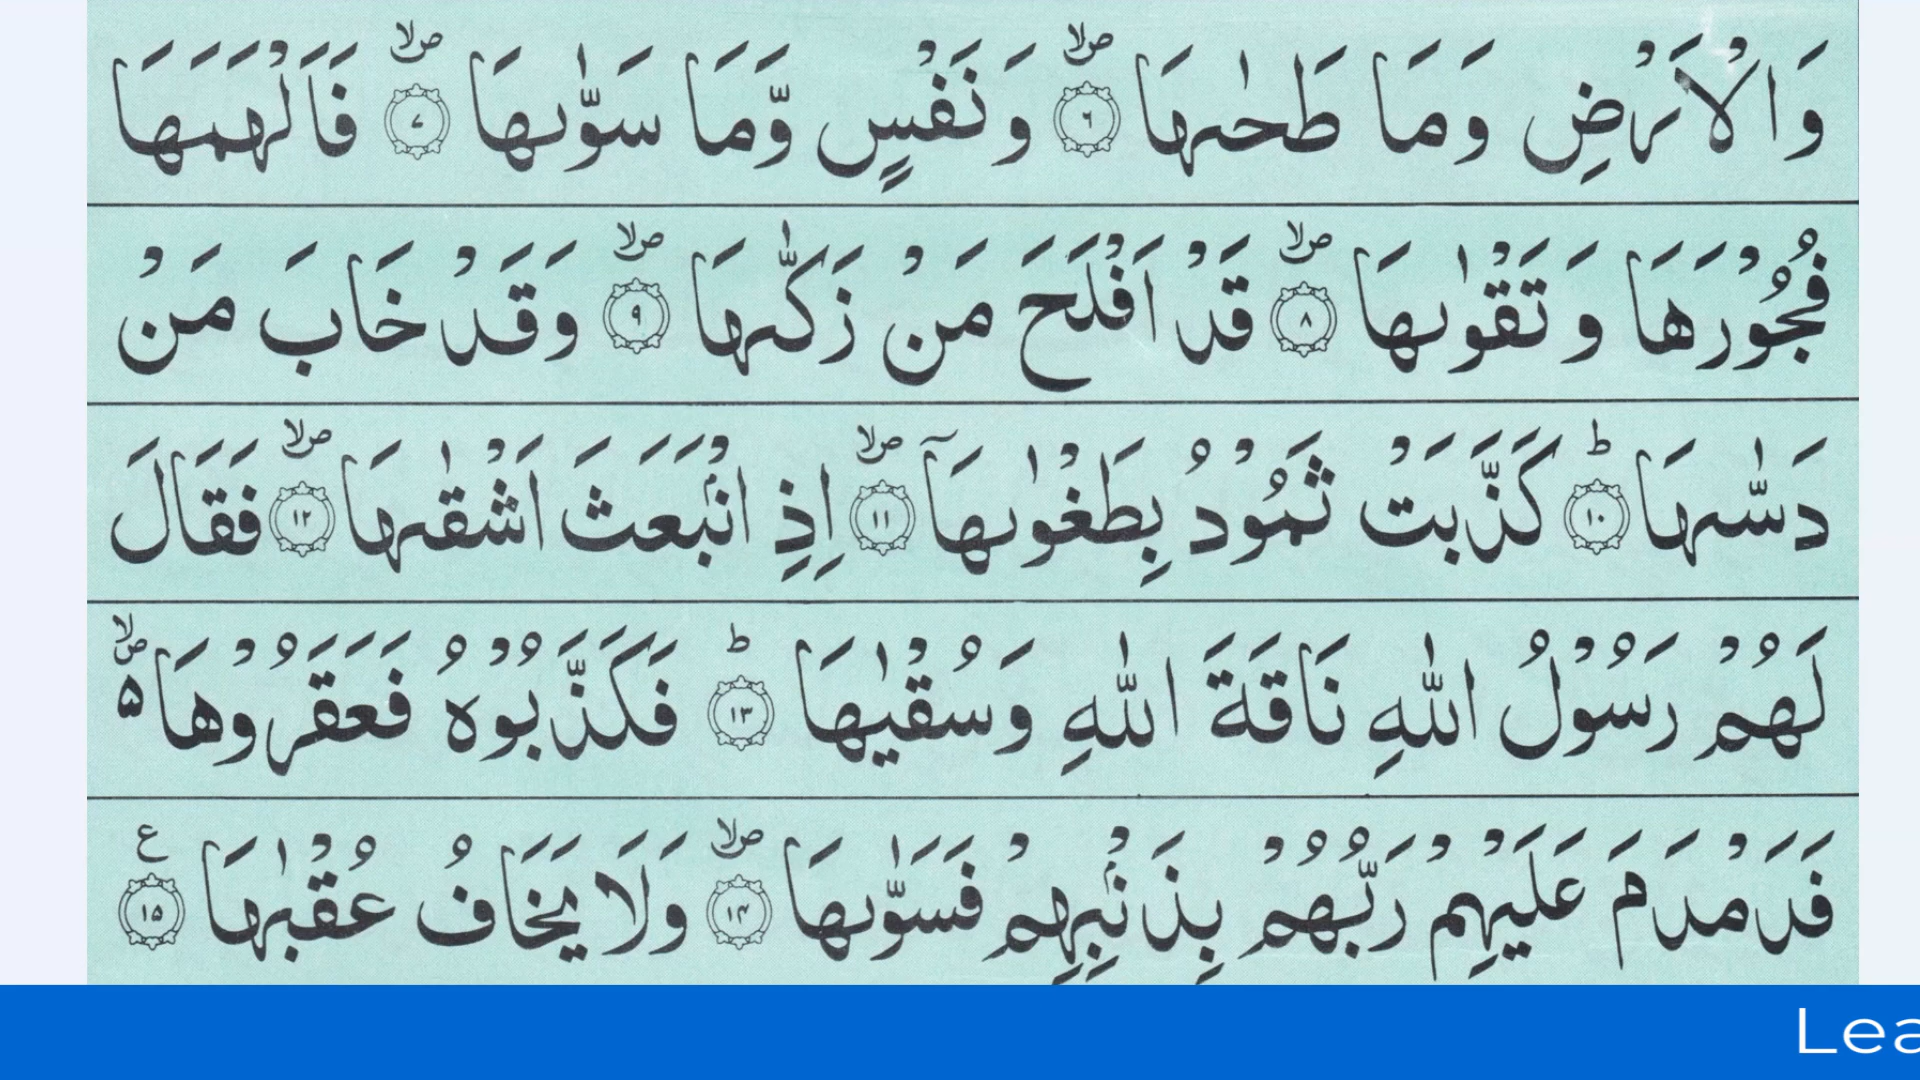 وَالْاَرْضِ وَمَا طَحٰىهَا ۙ۶ وَنَفْسٍ وَّمَا سَوّٰىهَا ۙ۷ فَاَلْهَمَهَا
فُجُوْرَهَا وَتَقْوٰىهَا ۙ۸ قَدْ اَفْلَحَ مَنْ زَكّٰىهَا ۙ۹ وَقَدْ خَابَ مَنْ
دَسّٰىهَا ؕ۱۰ كَذَّبَتْ ثَمُوْدُ بِطَغْوٰىهَاۤ ۙ۱۱ اِذِ انْۢبَعَثَ اَشْقٰىهَا ۙ۱۲ فَقَالَ
لَهُمْ رَسُوْلُ اللّٰهِ نَاقَةَ اللّٰهِ وَسُقْيٰهَا ؕ۱۳ فَكَذَّبُوْهُ فَعَقَرُوْهَا ۙ۵
فَدَمْدَمَ عَلَيْهِمْ رَبُّهُمْ بِذَنْۢبِهِمْ فَسَوّٰىهَا ۙ۱۴ وَلَا يَخَافُ عُقْبٰهَا ۱۵ ع
Lea